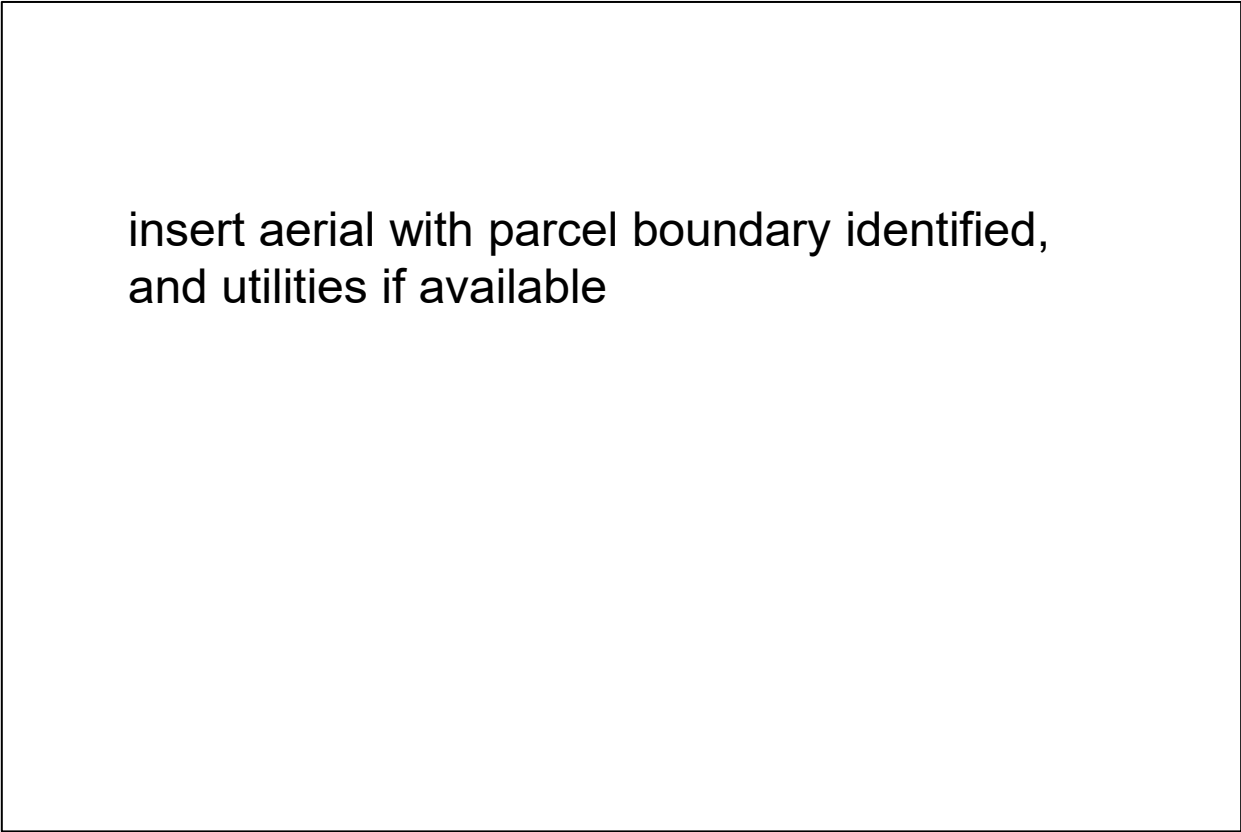 insert aerial with parcel boundary identified,
and utilities if available